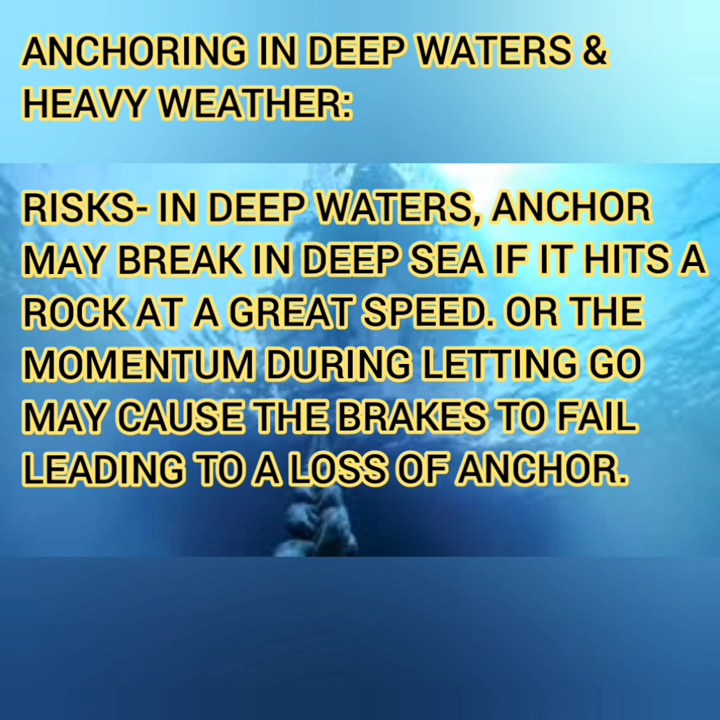 ANCHORING IN DEEP WATERS &
HEAVY WEATHER:
RISKS- IN DEEP WATERS, ANCHOR
MAY BREAK IN DEEP SEA IF IT HITS A
ROCK AT A GREAT SPEED. OR THE
MOMENTUM DURING LETTING GO
MAY CAUSE THE BRAKES TO FAIL
LEADING TO A LOSS OF ANCHOR.